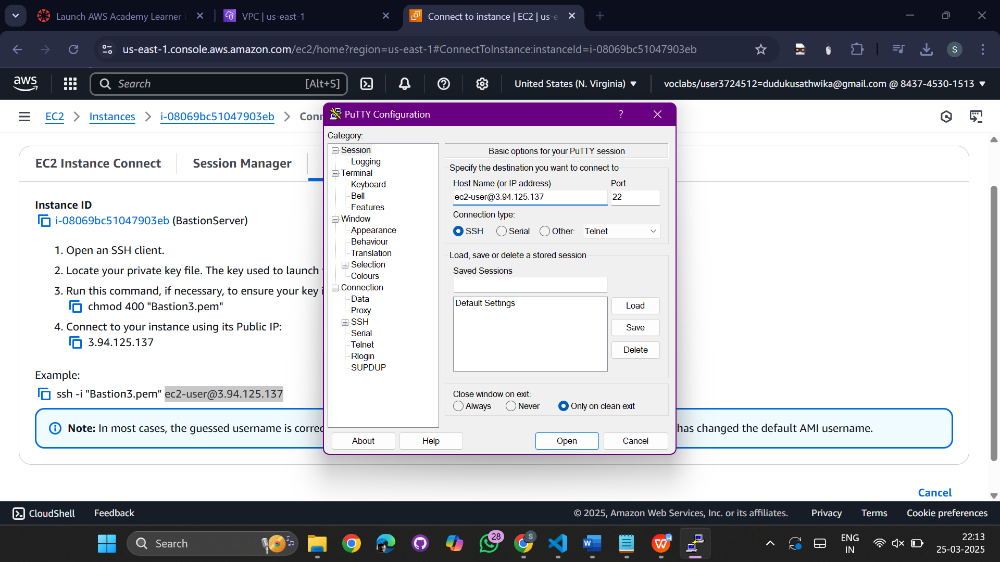 Launch AWS Academy Learner
VPC | us-east-1
Connect to instance | EC2 | us-e
us-east-1.console.aws.amazon.com/ec2/home?region=us-east-1#ConnectToInstance:instanceId=i-08069bc51047903eb
S
aws
Search
[Alt+S]
United States (N. Virginia)
voclabs/user3724512=dudukusathwika@gmail.com @ 8437-4530-1513
EC2
Instances
i-08069bc51047903eb
Conn
EC2 Instance Connect
Session Manager
Instance ID
i-08069bc51047903eb (BastionServer)
1. Open an SSH client.
2. Locate your private key file. The key used to launch
3. Run this command, if necessary, to ensure your key i
chmod 400 "Bastion3.pem"
4. Connect to your instance using its Public IP:
3.94.125.137
Example:
ssh -i "Bastion3.pem" ec2-user@3.94.125.137
Note: In most cases, the guessed username is correc
has changed the default AMI username.
Cancel
PuTTY Configuration
?
Category:
Session
Logging
Terminal
Keyboard
Bell
Features
Window
Appearance
Behaviour
Translation
Selection
Colours
Connection
Data
Proxy
SSH
Serial
Telnet
Rlogin
SUPDUP
Basic options for your PuTTY session
Specify the destination you want to connect to
Host Name (or IP address)
Port
ec2-user@3.94.125.137
22
Connection type:
SSH
Serial
Other:
Telnet
Load, save or delete a stored session
Saved Sessions
Default Settings
Load
Save
Delete
Close window on exit:
Always
Never
Only on clean exit
About
Help
Open
Cancel
CloudShell
Feedback
© 2025, Amazon Web Services, Inc. or its affiliates.
Privacy
Terms
Cookie preferences
Search
28
S
W
W
ENG
IN
22:13
25-03-2025